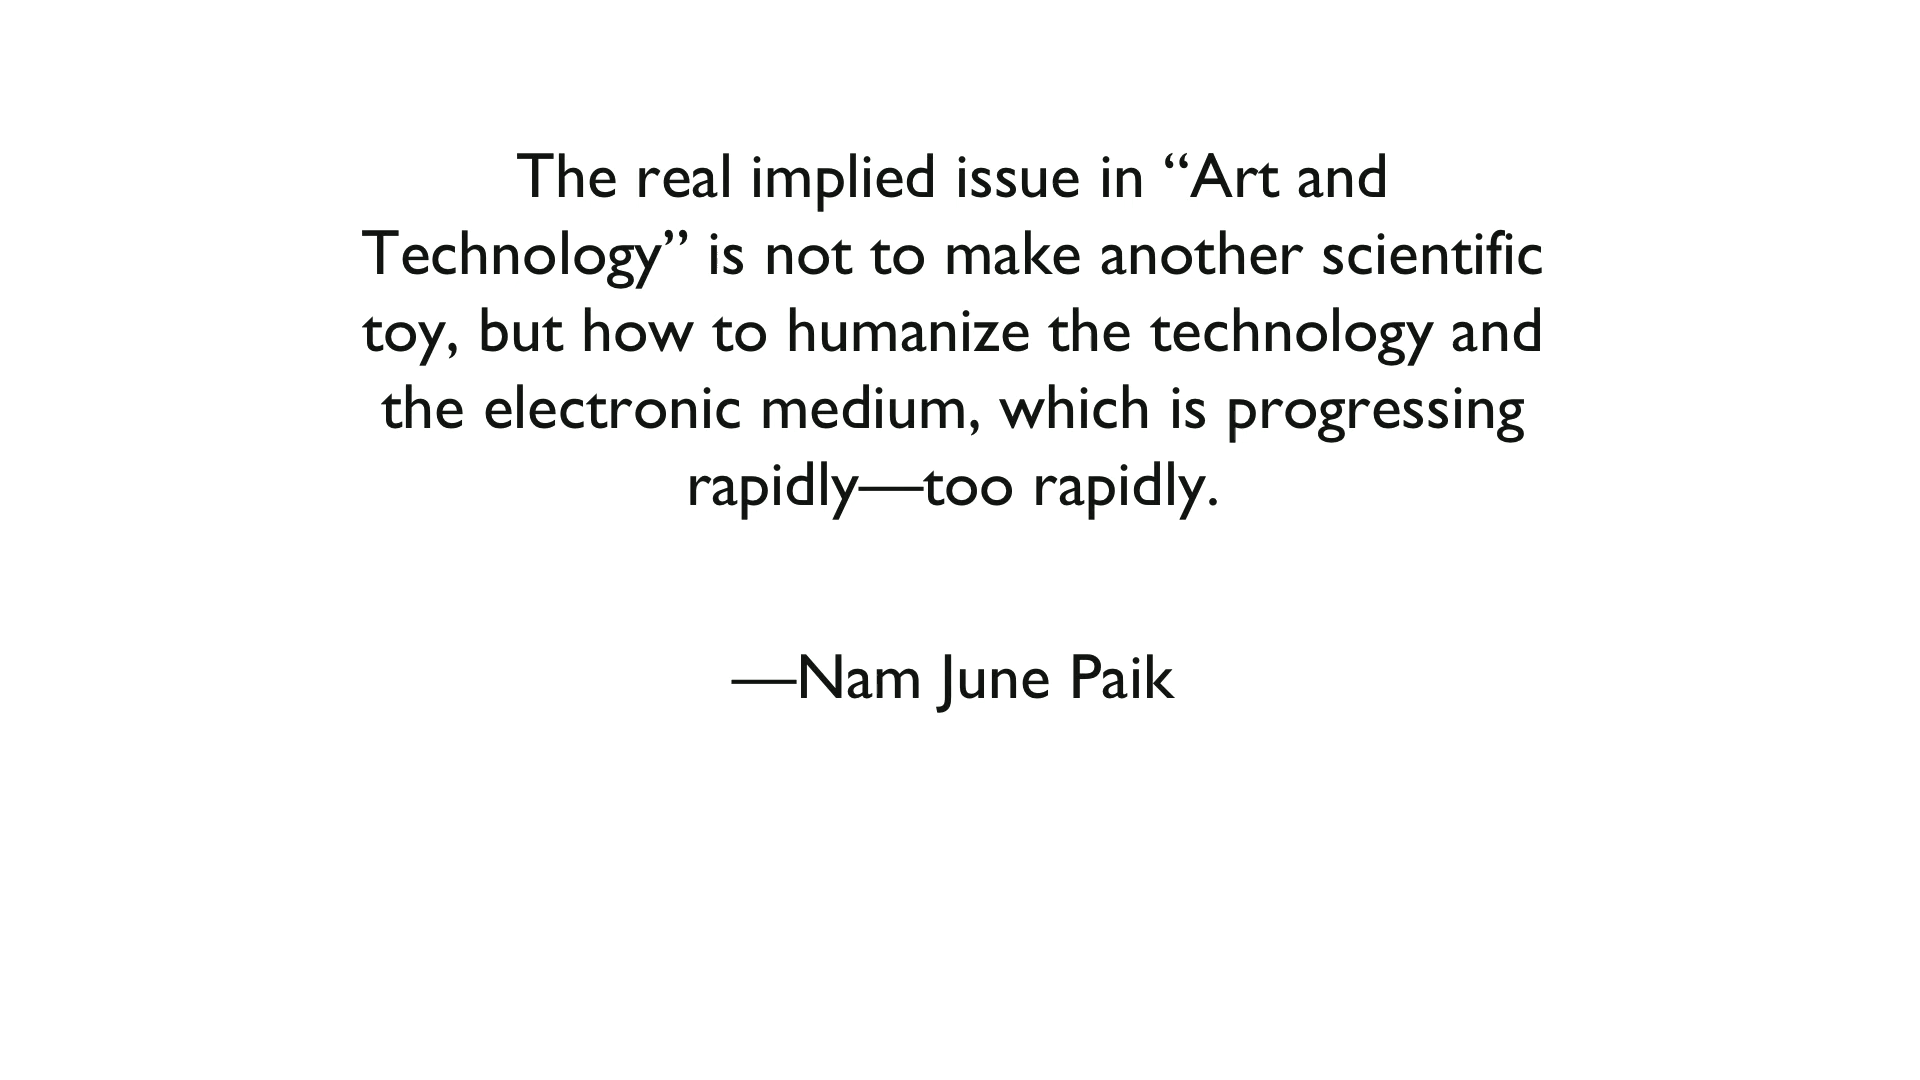 The real implied issue in “Art and
Technology” is not to make another scientific
toy, but how to humanize the technology and
the electronic medium, which is progressing
rapidly—too rapidly.
—Nam June Paik